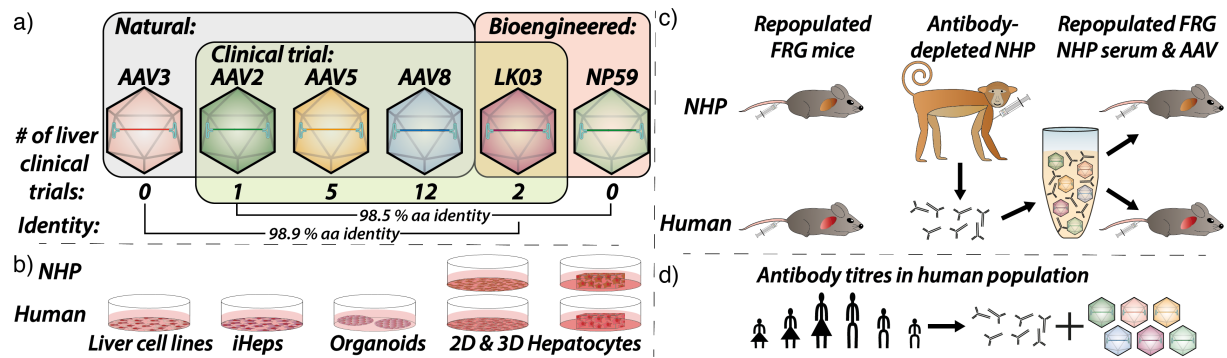 a)
Natural:
Bioengineered:
Clinical trial:
AAV3 AAV2 AAV5 AAV8 LK03 NP59
# of liver
clinical
trials:
0 1 5 12 2 0
98.5 % aa identity
Identity:
98.9 % aa identity
b)
NHP
Human
Liver cell lines iHeps Organoids 2D & 3D Hepatocytes
c)
Repopulated
FRG mice
Antibody-
depleted NHP
Repopulated FRG
NHP serum & AAV
NHP
Human
d)
Antibody titres in human population